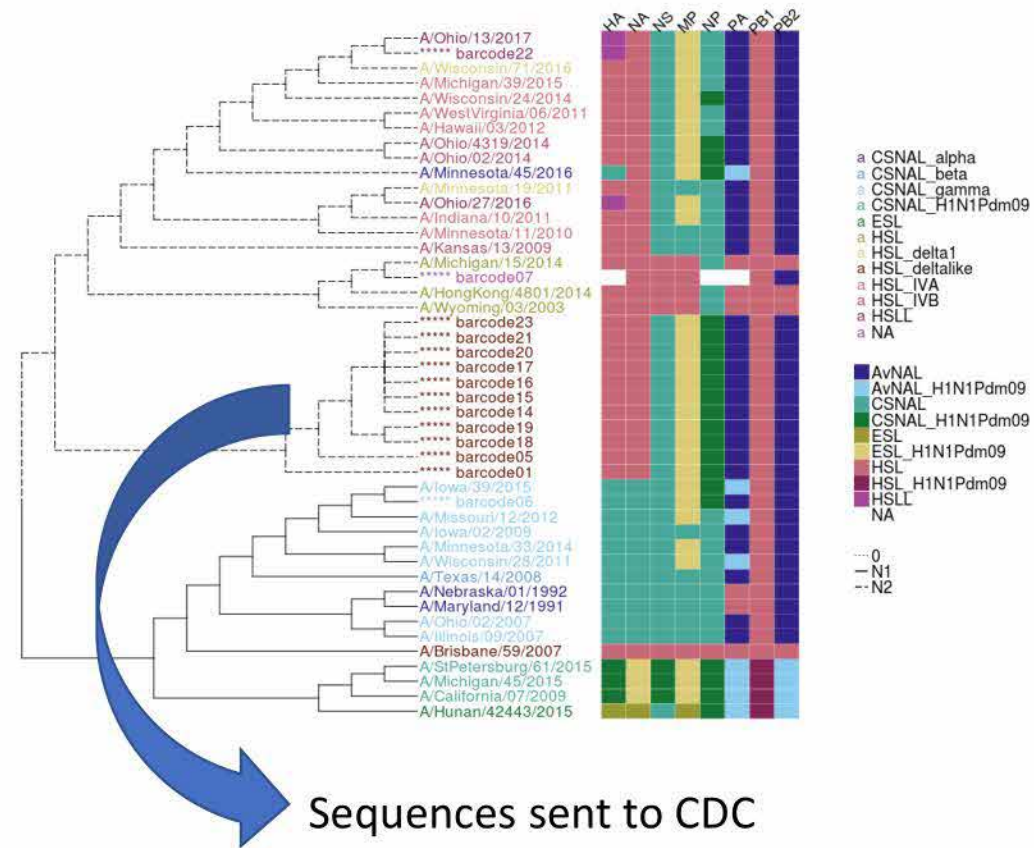 HA NA NS MP NP PA PB1 PB2
A/Ohio/13/2017
***** barcode22
A/Wisconsin/71/2016
A/Michigan/39/2015
A/Wisconsin/24/2014
A/WestVirginia/06/2011
A/Hawaii/03/2012
A/Ohio/4319/2014
A/Ohio/02/2014
A/Minnesota/45/2016
A/Minnesota/19/2011
A/Ohio/27/2016
A/Indiana/10/2011
A/Minnesota/11/2010
A/Kansas/13/2009
A/Michigan/15/2014
***** barcode07
A/HongKong/4801/2014
A/Wyoming/03/2003
***** barcode23
***** barcode21
***** barcode20
***** barcode17
***** barcode16
***** barcode15
***** barcode14
***** barcode19
***** barcode18
***** barcode05
***** barcode01
A/Iowa/39/2015
***** barcode06
A/Missouri/12/2012
A/Iowa/02/2009
A/Minnesota/33/2014
A/Wisconsin/28/2011
A/Texas/14/2008
A/Nebraska/01/1992
A/Maryland/12/1991
A/Ohio/02/2007
A/Illinois/09/2007
A/Brisbane/59/2007
A/StPetersburg/61/2015
A/Michigan/45/2015
A/California/07/2009
A/Hunan/42443/2015
a CSNAL_alpha
a CSNAL_beta
a CSNAL_gamma
a CSNAL_H1N1Pdm09
a ESL
a HSL
a HSL_delta1
a HSL_deltalike
a HSL_IVA
a HSL_IVB
a HSLL
a NA
AvNAL
AvNAL_H1N1Pdm09
CSNAL
CSNAL_H1N1Pdm09
ESL
ESL_H1N1Pdm09
HSL
HSL_H1N1Pdm09
HSLL
NA
0
N1
N2
Sequences sent to CDC